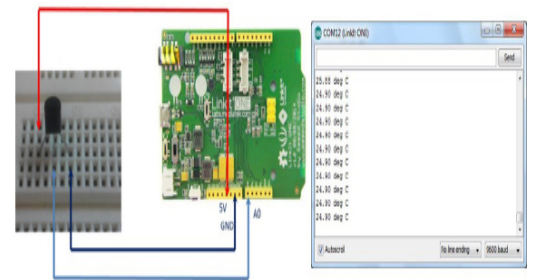 COM12 (LinkIt ONE)
Send
25.88 deg C
24.90 deg C
24.90 deg C
24.90 deg C
24.90 deg C
24.90 deg C
24.90 deg C
24.90 deg C
24.90 deg C
24.90 deg C
24.90 deg C
24.90 deg C
24.90 deg C
Autoscroll
No line ending
9600 baud
5V
GND
A0